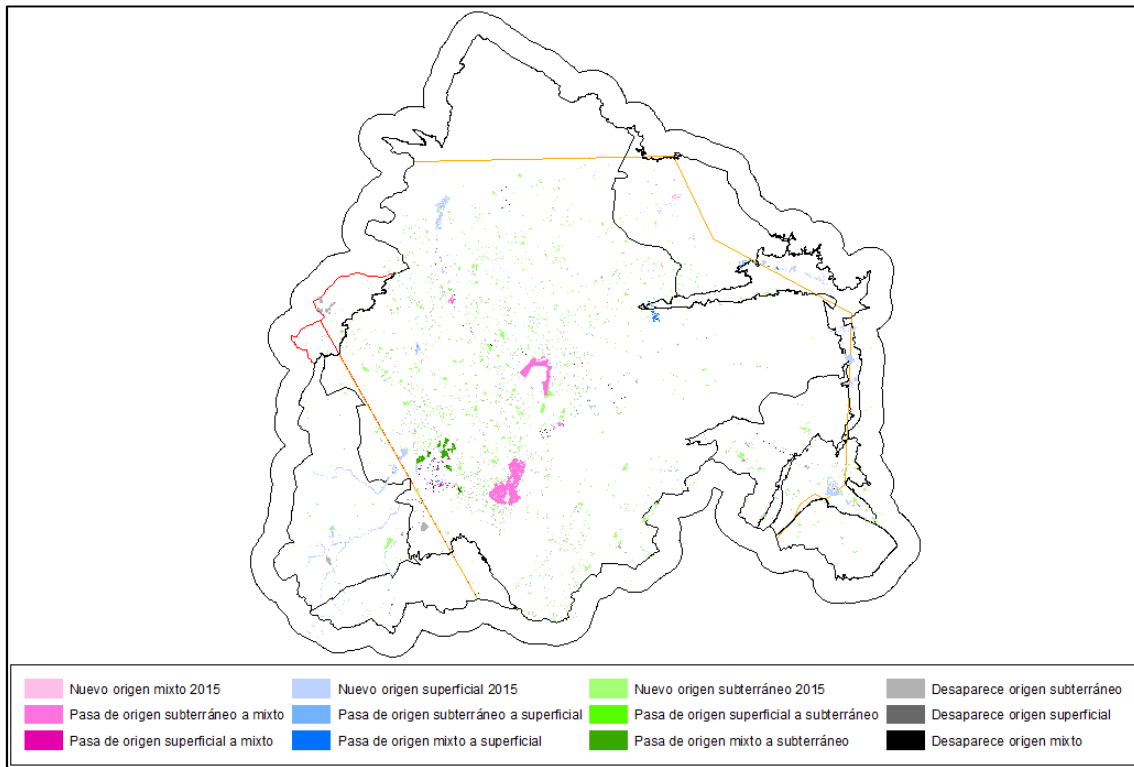 Nuevo origen mixto 2015 Nuevo origen superficial 2015 Nuevo origen subterráneo 2015 Desaparece origen subterráneo
Pasa de origen subterráneo a mixto Pasa de origen subterráneo a superficial Pasa de origen superficial a subterráneo Desaparece origen superficial
Pasa de origen superficial a mixto Pasa de origen mixto a superficial Pasa de origen mixto a subterráneo Desaparece origen mixto